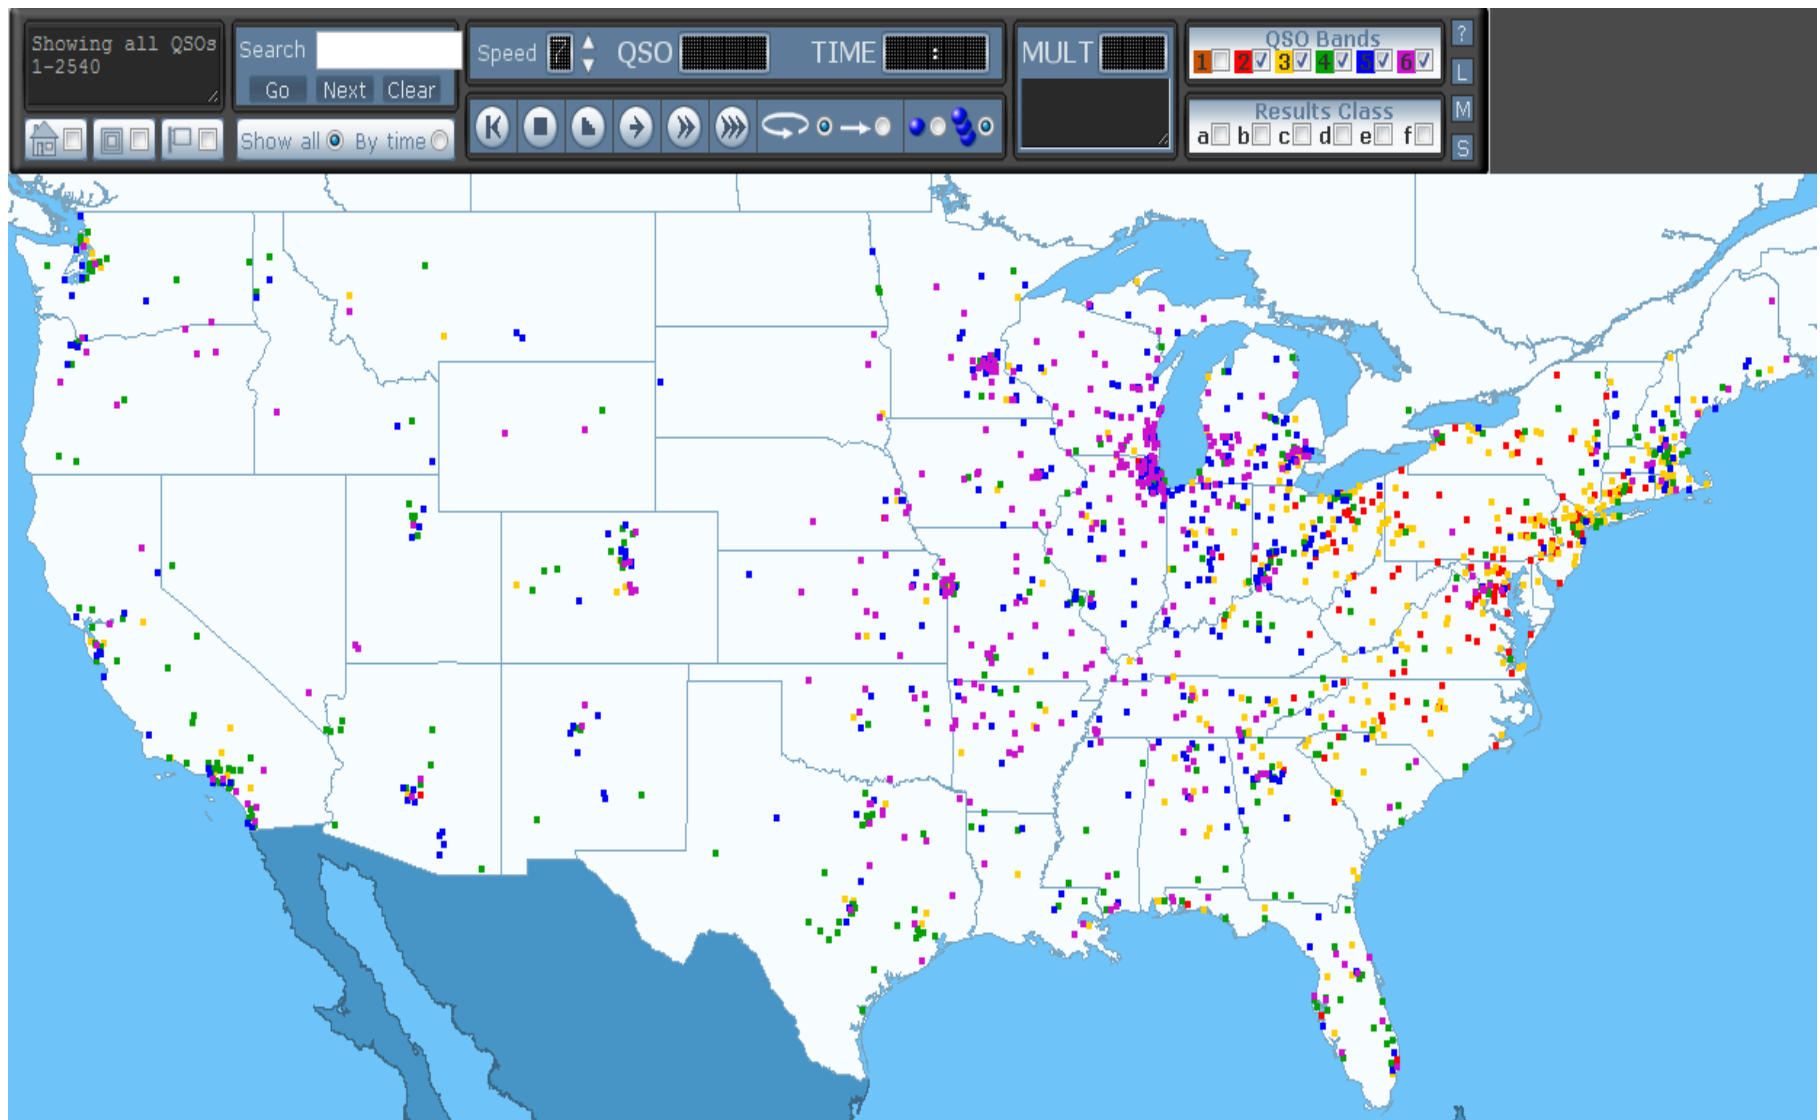 Showing all QSOs
1-2540
Search
Go Next Clear
Show all By time
Speed 7 QSO TIME :
MULT
QSO Bands
1 2 3 4 5 6
Results Class
a b c d e f
?
L
M
S